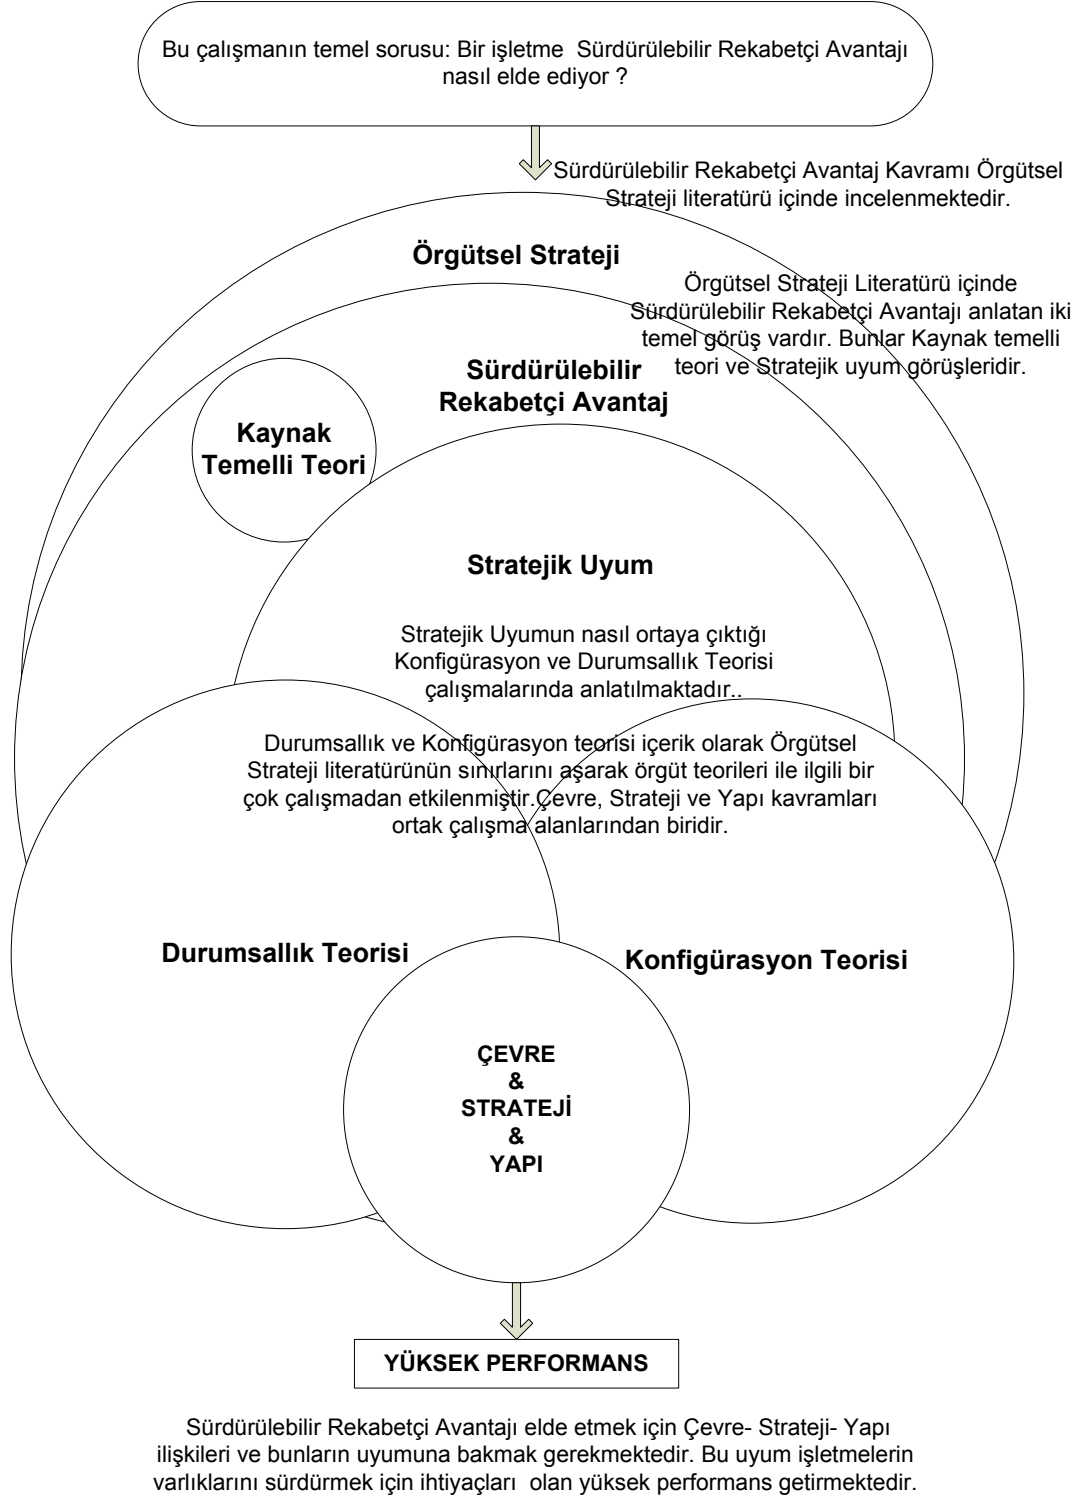 Bu çalışmanın temel sorusu: Bir işletme Sürdürülebilir Rekabetçi Avantajı
nasıl elde ediyor ?
Sürdürülebilir Rekabetçi Avantaj Kavramı Örgütsel
Strateji literatürü içinde incelenmektedir.
Örgütsel Strateji
Örgütsel Strateji Literatürü içinde
Sürdürülebilir Rekabetçi Avantajı anlatan iki
temel görüş vardır. Bunlar Kaynak temelli
teori ve Stratejik uyum görüşleridir.
Sürdürülebilir
Rekabetçi Avantaj
Kaynak
Temelli Teori
Stratejik Uyum
Stratejik Uyumun nasıl ortaya çıktığı
Konfigürasyon ve Durumsallık Teorisi
çalışmalarında anlatılmaktadır..
Durumsallık ve Konfigürasyon teorisi içerik olarak Örgütsel
Strateji literatürünün sınırlarını aşarak örgüt teorileri ile ilgili bir
çok çalışmadan etkilenmiştir.Çevre, Strateji ve Yapı kavramları
ortak çalışma alanlarından biridir.
Durumsallık Teorisi
Konfigürasyon Teorisi
ÇEVRE
&
STRATEJİ
&
YAPI
YÜKSEK PERFORMANS
Sürdürülebilir Rekabetçi Avantajı elde etmek için Çevre- Strateji- Yapı
ilişkileri ve bunların uyumuna bakmak gerekmektedir. Bu uyum işletmelerin
varlıklarını sürdürmek için ihtiyaçları olan yüksek performans getirmektedir.